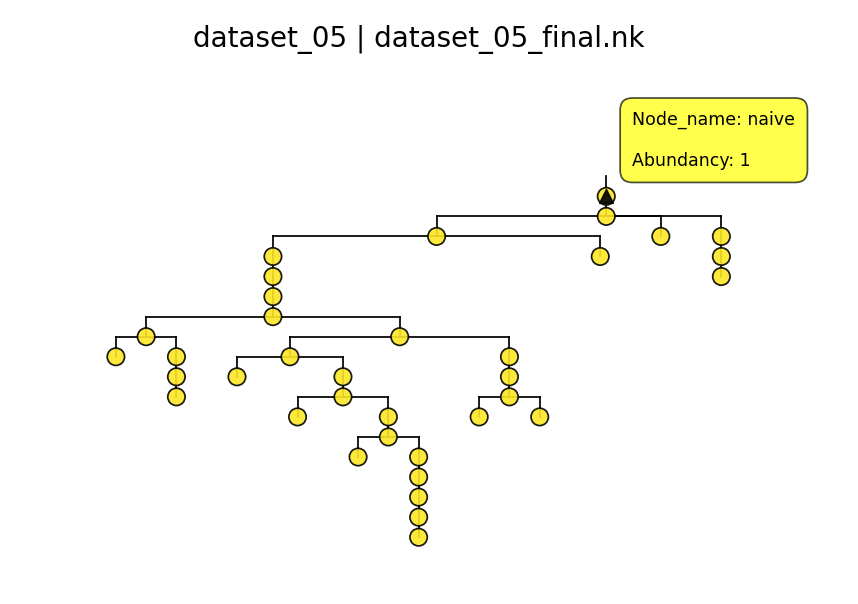 dataset_05 | dataset_05_final.nk
Node_name: naive
Abundancy: 1